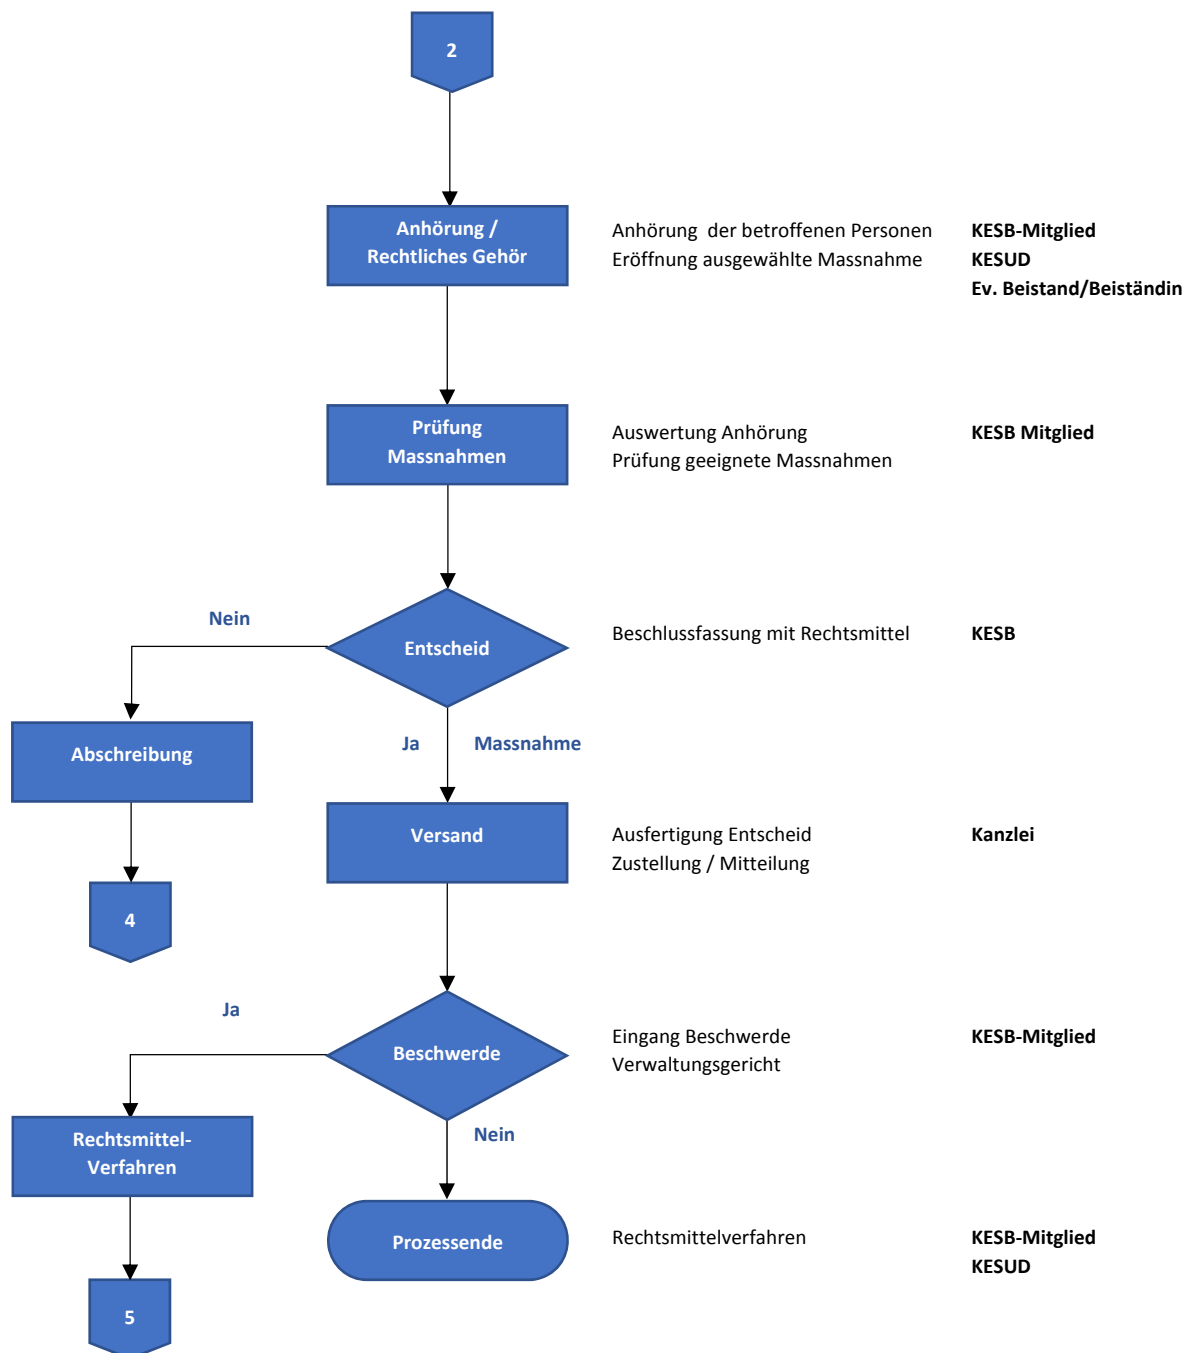 2
Anhörung /
Rechtliches Gehör
Anhörung der betroffenen Personen
Eröffnung ausgewählte Massnahme
KESB-Mitglied
KESUD
Ev. Beistand/Beiständin
Prüfung
Massnahmen
Auswertung Anhörung
Prüfung geeignete Massnahmen
KESB Mitglied
Nein
Entscheid
Beschlussfassung mit Rechtsmittel
KESB
Abschreibung
Ja Massnahme
Versand
Ausfertigung Entscheid
Zustellung / Mitteilung
Kanzlei
4
Ja
Beschwerde
Eingang Beschwerde
Verwaltungsgericht
KESB-Mitglied
Rechtsmittel-
Verfahren
Nein
Prozessende
Rechtsmittelverfahren
KESB-Mitglied
KESUD
5